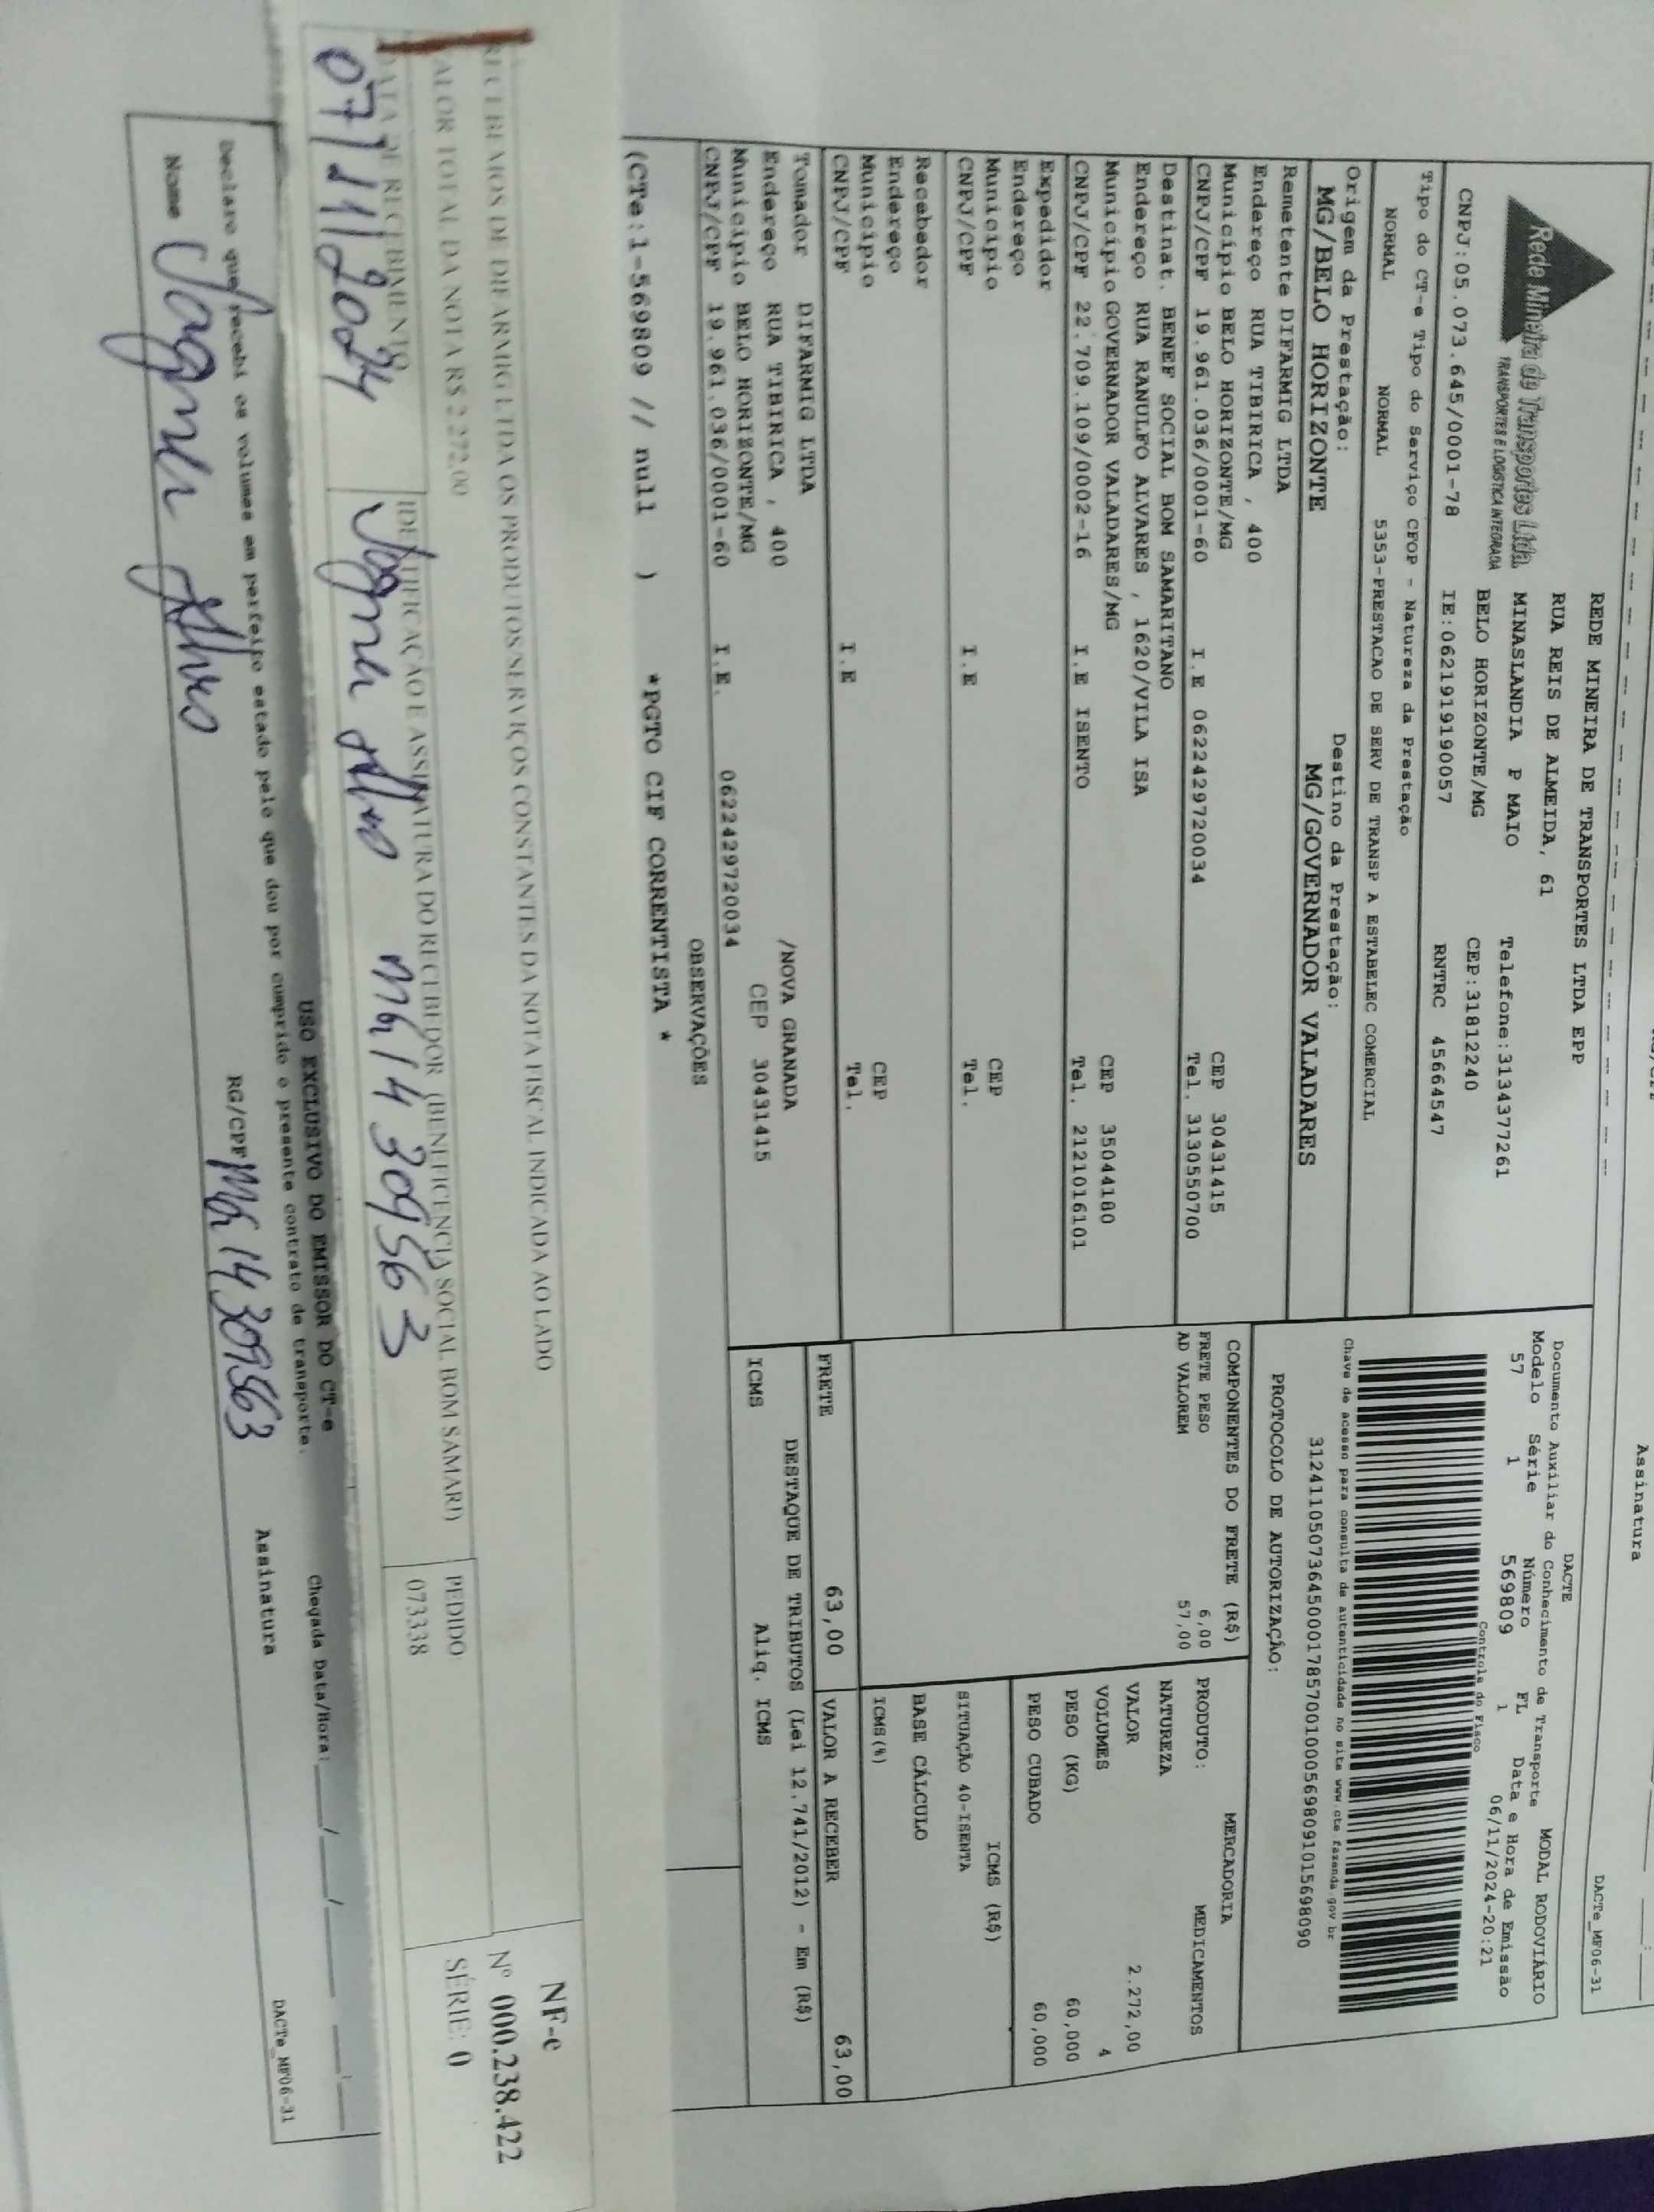 Assinatura
DACTe_MF06-31
Rede Mineira de Transportes Ltda
TRANSPORTES E LOGISTICA INTEGRADA
REDE MINEIRA DE TRANSPORTES LTDA EPP
RUA REIS DE ALMEIDA, 61
MINASLANDIA P MAIO Telefone:3134377261
BELO HORIZONTE/MG CEP:31812240
CNPJ:05.073.645/0001-78 IE:0621919190057 RNTRC 45664547
DACTE
Documento Auxiliar do Conhecimento de Transporte MODAL RODOVIÁRIO
Modelo Série Número FL Data e Hora de Emissão
57 1 569809 1 06/11/2024-20:21
Controle do Fisco
Tipo do CT-e Tipo do Serviço CFOP - Natureza da Prestação
NORMAL NORMAL 5353-PRESTACAO DE SERV DE TRANSP A ESTABELEC COMERCIAL
Chave de acesso para consulta de autenticidade no site www.cte.fazenda.gov.br
31241105073645000178570010005698091015698090
Origem da Prestação: Destino da Prestação:
MG/BELO HORIZONTE MG/GOVERNADOR VALADARES
PROTOCOLO DE AUTORIZAÇÃO:
Remetente DIFARMIG LTDA
Endereço RUA TIBIRICA , 400
Município BELO HORIZONTE/MG CEP 30431415
CNPJ/CPF 19.961.036/0001-60 I.E 0622429720034 Tel. 3130550700
Destinat. BENEF SOCIAL BOM SAMARITANO
Endereço RUA RANULFO ALVARES , 1620/VILA ISA
Município GOVERNADOR VALADARES/MG CEP 35044180
CNPJ/CPF 22.709.109/0002-16 I.E ISENTO Tel. 2121016101
Expedidor
Endereço
Município CEP
CNPJ/CPF I.E Tel.
Recebedor
Endereço
Município CEP
CNPJ/CPF I.E Tel.
Tomador DIFARMIG LTDA
Endereço RUA TIBIRICA , 400 /NOVA GRANADA
Município BELO HORIZONTE/MG CEP 30431415
CNPJ/CPF 19.961.036/0001-60 I.E. 0622429720034
COMPONENTES DO FRETE (R$)
FRETE PESO 6,00
AD VALOREM 57,00
MERCADORIA
PRODUTO: MEDICAMENTOS
NATUREZA
VALOR 2.272,00
VOLUMES 4
PESO (KG) 60,000
PESO CUBADO 60,000
ICMS (R$)
SITUAÇÃO 40-ISENTA
BASE CÁLCULO
ICMS(%)
FRETE 63,00 VALOR A RECEBER 63,00
DESTAQUE DE TRIBUTOS (Lei 12.741/2012) - Em (R$)
ICMS Aliq. ICMS
OBSERVAÇÕES
(CTe:1-569809 // null ) *PGTO CIF CORRENTISTA *
RECEBEMOS DE DIFARMIG LTDA OS PRODUTOS/SERVIÇOS CONSTANTES DA NOTA FISCAL INDICADA AO LADO
VALOR TOTAL DA NOTA R$ 2.272,00
DATA DE RECEBIMENTO IDENTIFICAÇÃO E ASSINATURA DO RECEBEDOR (BENEFICENCIA SOCIAL BOM SAMARI)
07/11/2024 Vagner Alves MG 14 309563
PEDIDO:
073338
NF-e
Nº 000.238.422
SÉRIE: 0
USO EXCLUSIVO DO EMISSOR DO CT-e
Declaro que recebi os volumes em perfeito estado pelo que dou por cumprido o presente contrato de transporte.
Chegada Data/Hora: __/__/__ __:__
Nome Vagner Alves RG/CPF MG 14 309563 Assinatura
DACTe_MF06-31